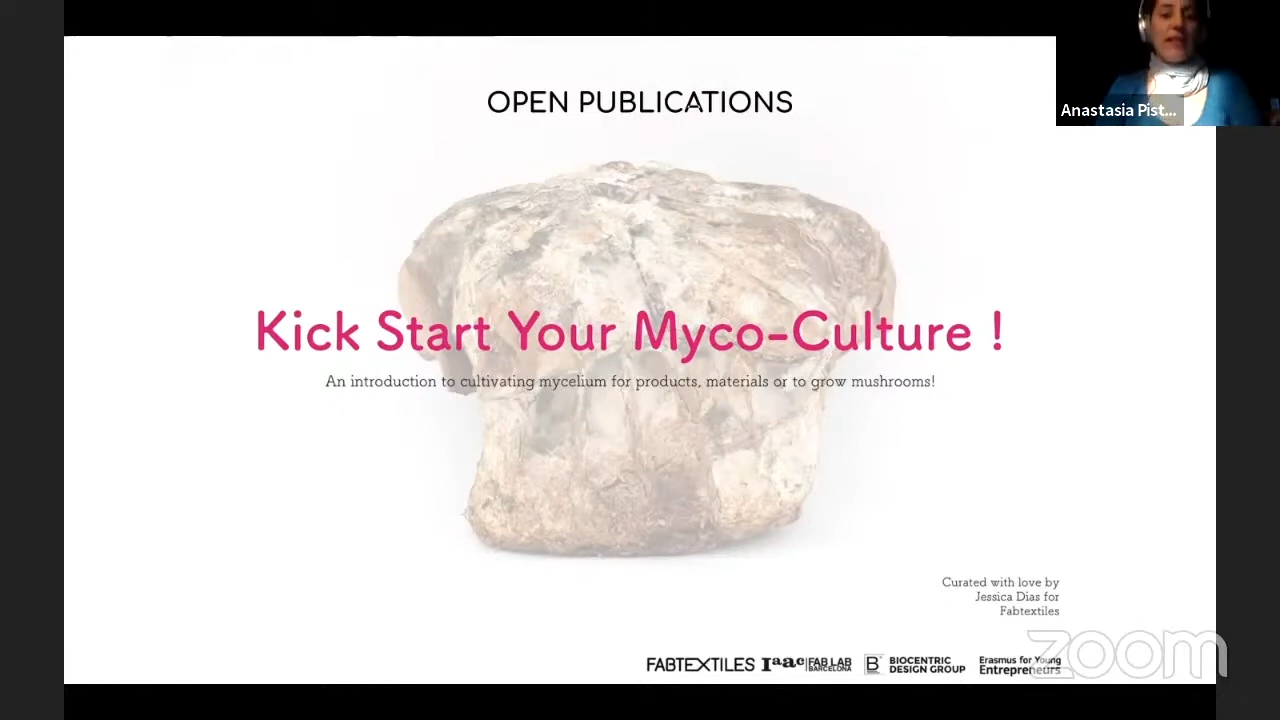 OPEN PUBLICATIONS
Anastasia Pist...
Kick Start Your Myco-Culture !
An introduction to cultivating mycelium for products, materials or to grow mushrooms!
Curated with love by
Jessica Dias for
Fabtextiles
FABTEXTILES Iaac FAB LAB BARCELONA B BIOCENTRIC DESIGN GROUP Erasmus for Young Entrepreneurs
zoom